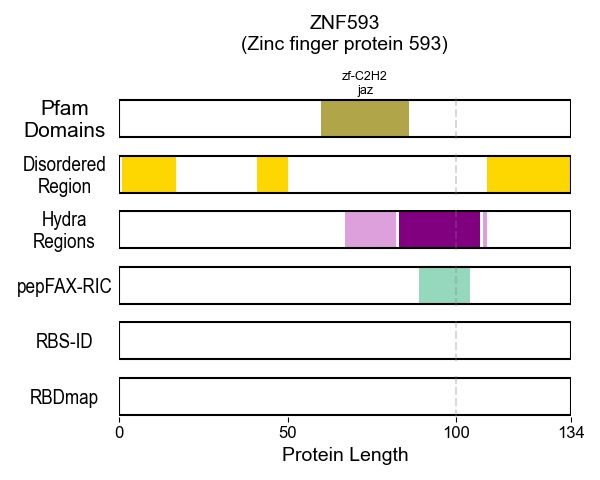 ZNF593
(Zinc finger protein 593)
zf-C2H2
jaz
Pfam
Domains
Disordered
Region
Hydra
Regions
pepFAX-RIC
RBS-ID
RBDmap
0 50 100 134
Protein Length